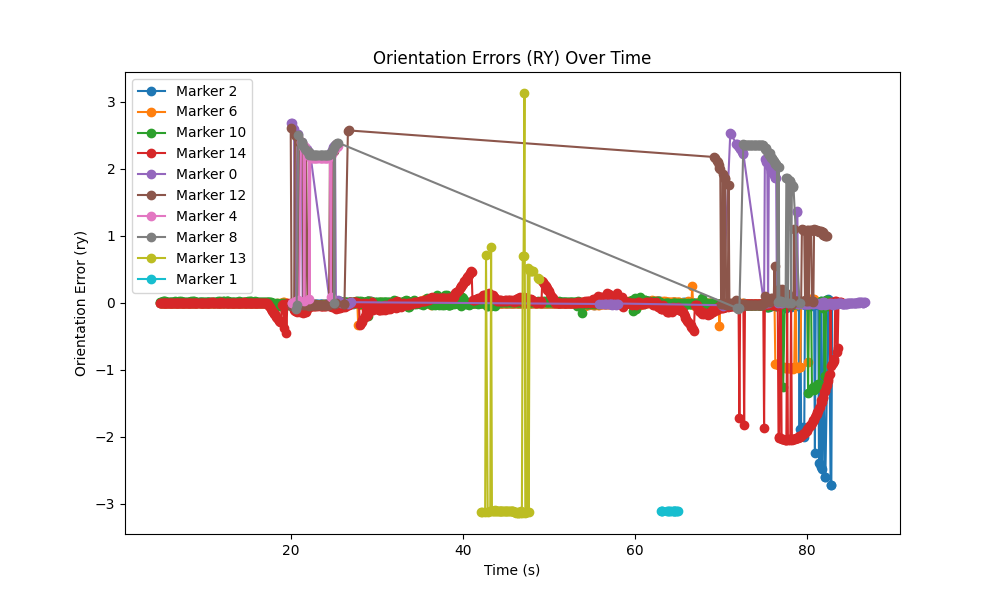 Orientation Errors (RY) Over Time
Marker 2
Marker 6
Marker 10
Marker 14
Marker 0
Marker 12
Marker 4
Marker 8
Marker 13
Marker 1
Orientation Error (ry)
3
2
1
0
−1
−2
−3
20 40 60 80
Time (s)